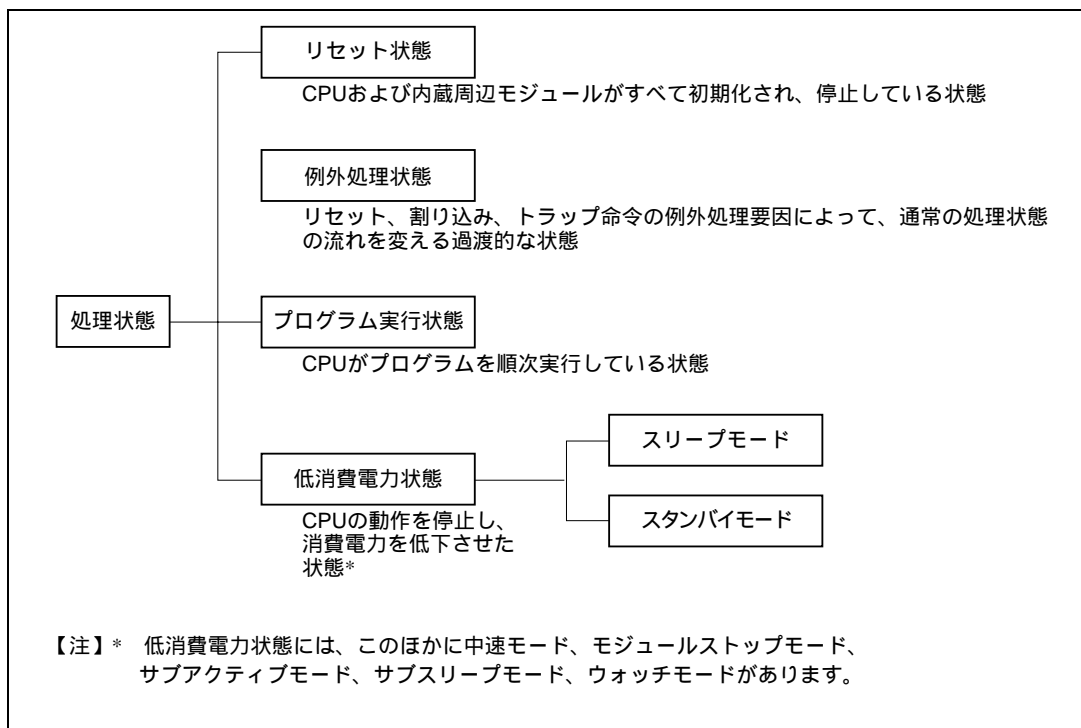 リセット状態
CPUおよび内蔵周辺モジュールがすべて初期化され、停止している状態
例外処理状態
リセット、割り込み、トラップ命令の例外処理要因によって、通常の処理状態
の流れを変える過渡的な状態
処理状態
プログラム実行状態
CPUがプログラムを順次実行している状態
スリープモード
低消費電力状態
CPUの動作を停止し、
消費電力を低下させた
状態*
スタンバイモード
【注】* 低消費電力状態には、このほかに中速モード、モジュールストップモード、
サブアクティブモード、サブスリープモード、ウォッチモードがあります。